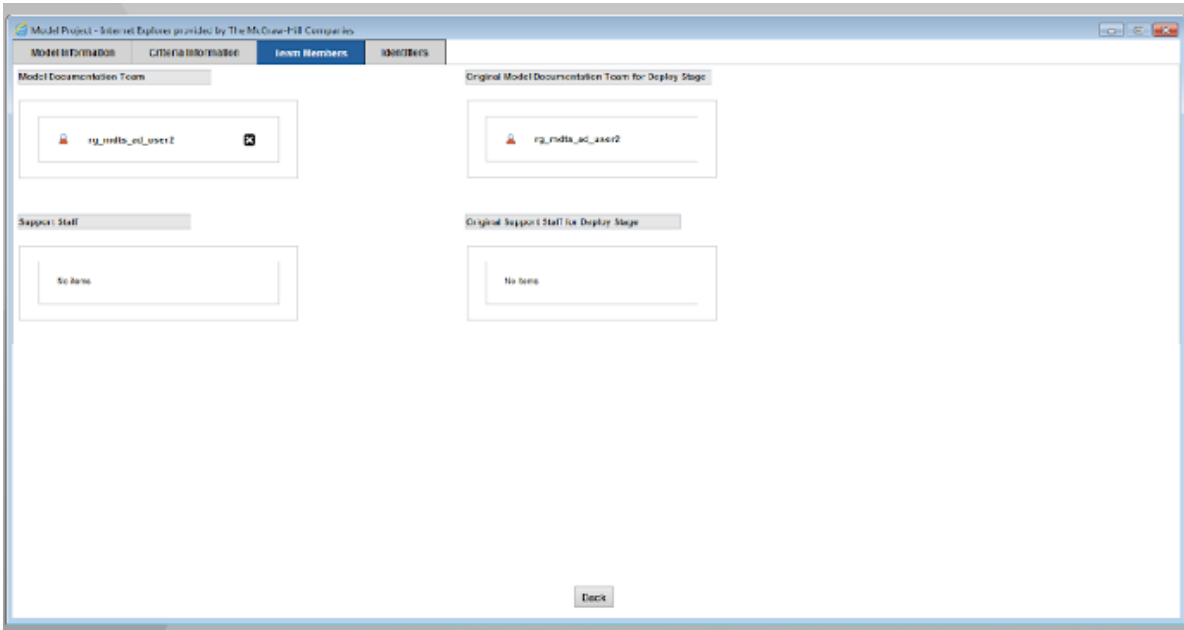 Model Project - Internet Explorer provided by The McGraw-Hill Companies
Model Information Criteria Information Team Members Identifiers
Model Documentation Team
Original Model Documentation Team for Deploy Stage
rg_mdta_ad_user2
rg_mdta_ad_user2
Support Staff
Original Support Staff for Deploy Stage
No items
No items
Back